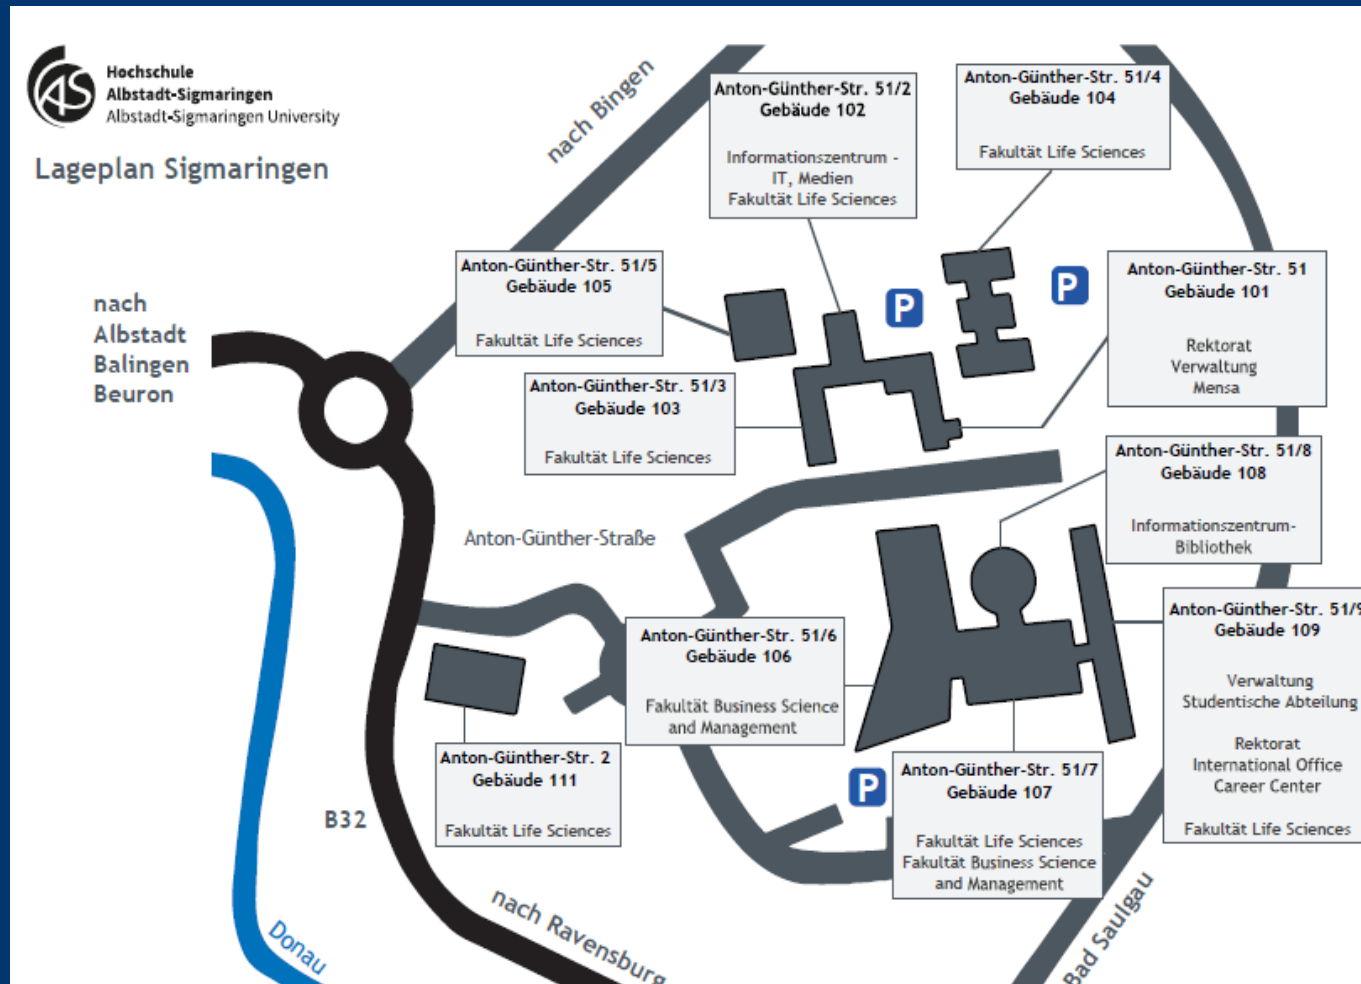 Hochschule
Albstadt-Sigmaringen
Albstadt-Sigmaringen University
Lageplan Sigmaringen
nach Bingen
Anton-Günther-Str. 51/2
Gebäude 102
Informationszentrum -
IT, Medien
Fakultät Life Sciences
Anton-Günther-Str. 51/4
Gebäude 104
Fakultät Life Sciences
Anton-Günther-Str. 51/5
Gebäude 105
Fakultät Life Sciences
P
P
Anton-Günther-Str. 51
Gebäude 101
Rektorat
Verwaltung
Mensa
nach
Albstadt
Balingen
Beuron
Anton-Günther-Str. 51/3
Gebäude 103
Fakultät Life Sciences
Anton-Günther-Str. 51/8
Gebäude 108
Informationszentrum-
Bibliothek
Anton-Günther-Straße
Anton-Günther-Str. 51/6
Gebäude 106
Fakultät Business Science
and Management
Anton-Günther-Str. 51/9
Gebäude 109
Verwaltung
Studentische Abteilung
Rektorat
International Office
Career Center
Fakultät Life Sciences
Anton-Günther-Str. 2
Gebäude 111
Fakultät Life Sciences
P
Anton-Günther-Str. 51/7
Gebäude 107
Fakultät Life Sciences
Fakultät Business Science
and Management
B32
Donau
nach Ravensburg
Bad Saulgau